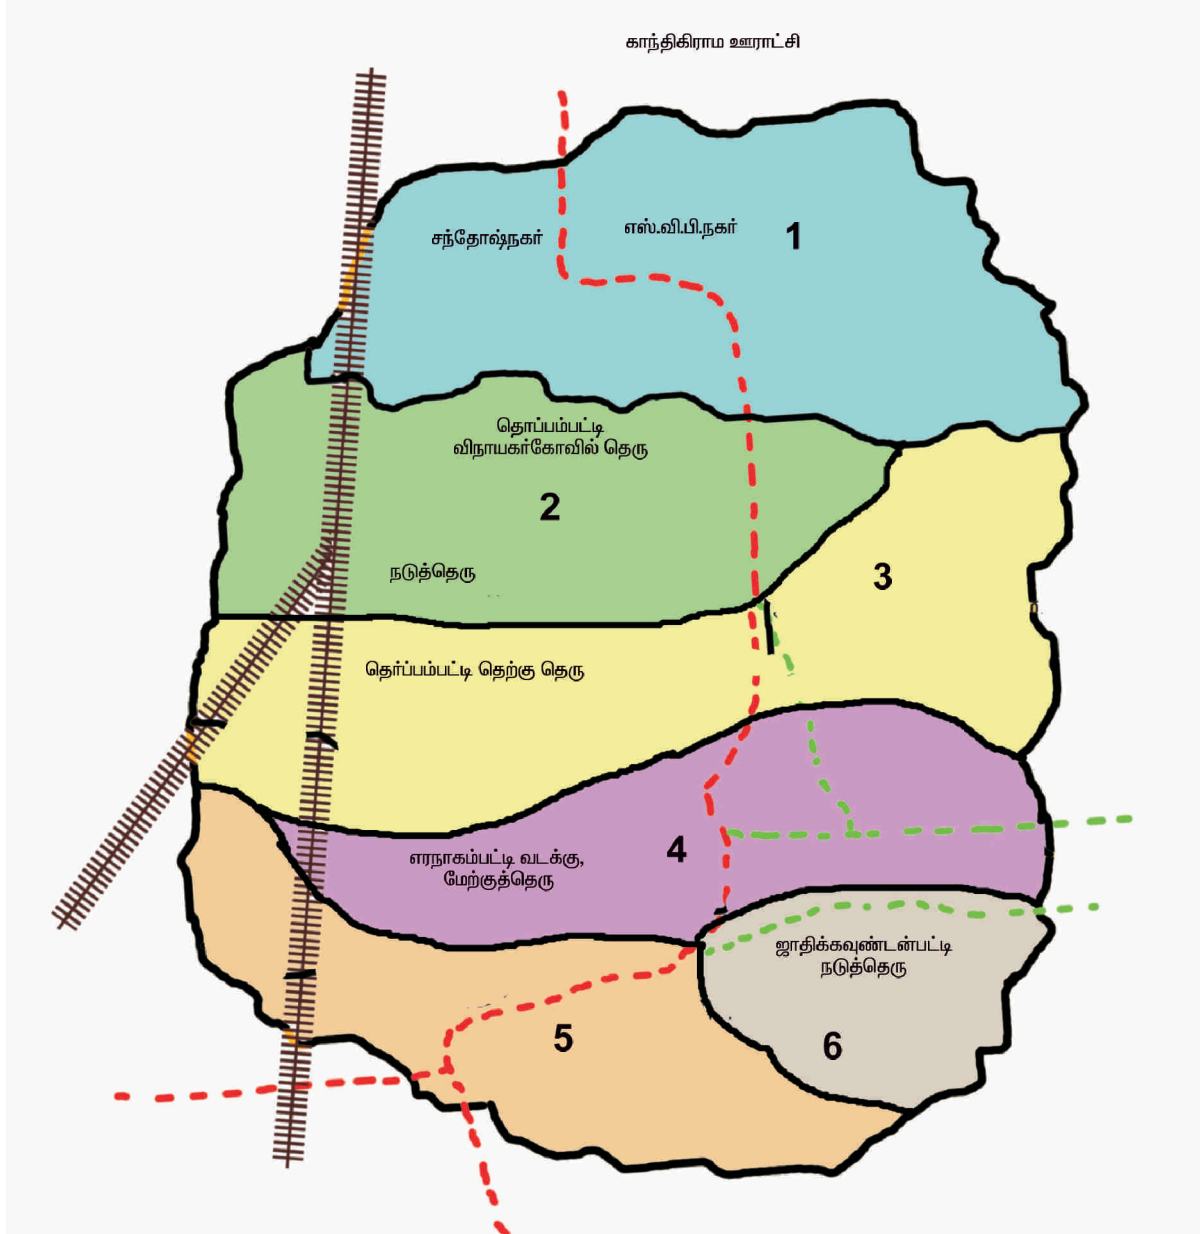 காந்திகிராம ஊராட்சி
சந்தோஷ்நகர்
எஸ்.வி.பி.நகர்
1
தொப்பம்பட்டி
விநாயகர்கோவில் தெரு
2
நடுத்தெரு
3
தெர்ப்பம்பட்டி தெற்கு தெரு
4
எரநாகம்பட்டி வடக்கு,
மேற்குத்தெரு
ஜாதிக்கவுண்டன்பட்டி
நடுத்தெரு
5
6